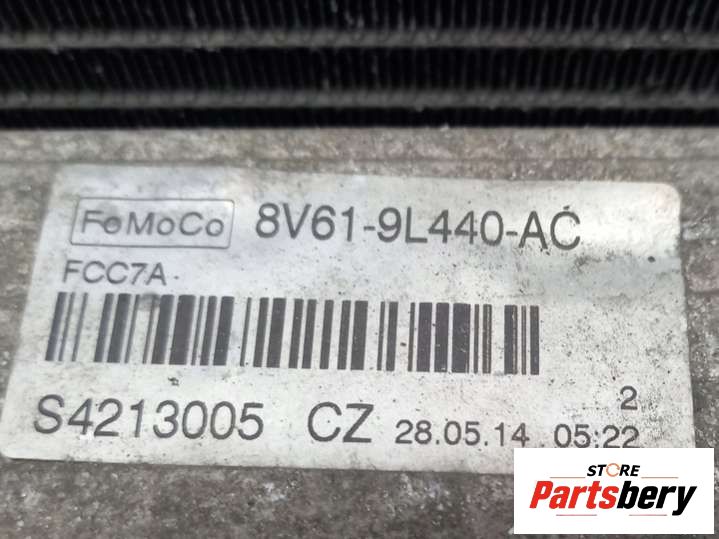 FoMoCo 8V61-9L440-AC
FCC7A
2
S4213005 CZ 28.05.14 05:22
STORE
Partsbery